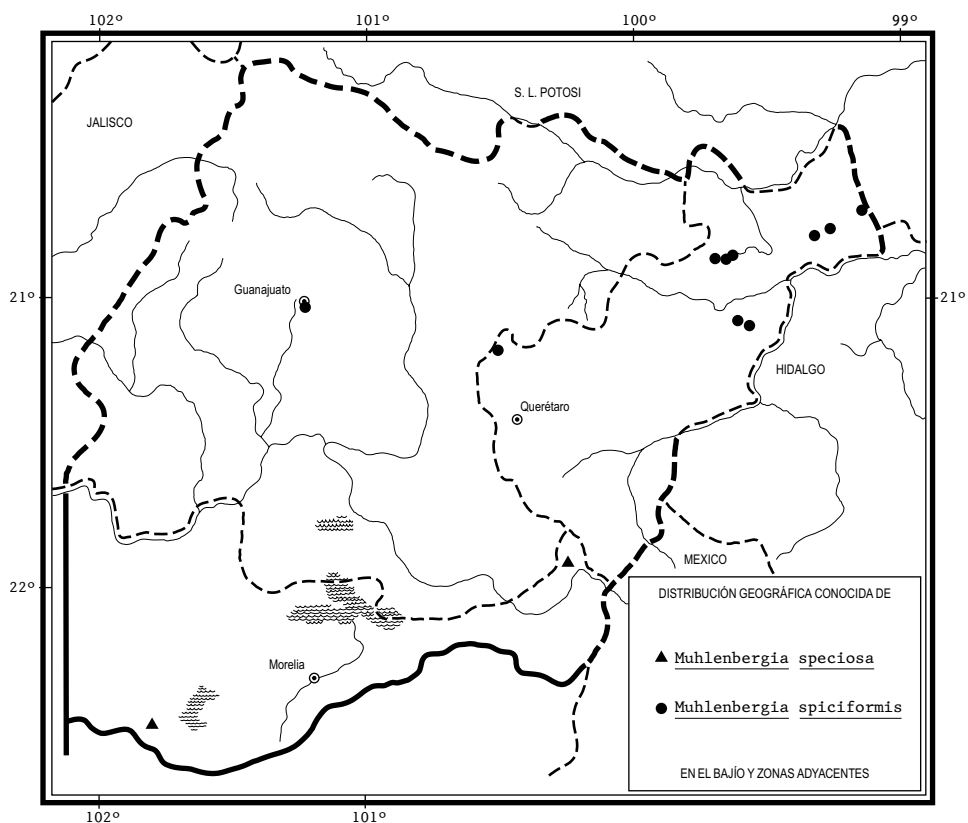 102º 101º 100º 99º
S. L. POTOSI
JALISCO
Guanajuato
21º 21º
HIDALGO
Querétaro
MEXICO
22º
DISTRIBUCIÓN GEOGRÁFICA CONOCIDA DE
Muhlenbergia speciosa
Morelia
Muhlenbergia spiciformis
EN EL BAJÍO Y ZONAS ADYACENTES
102º 101º